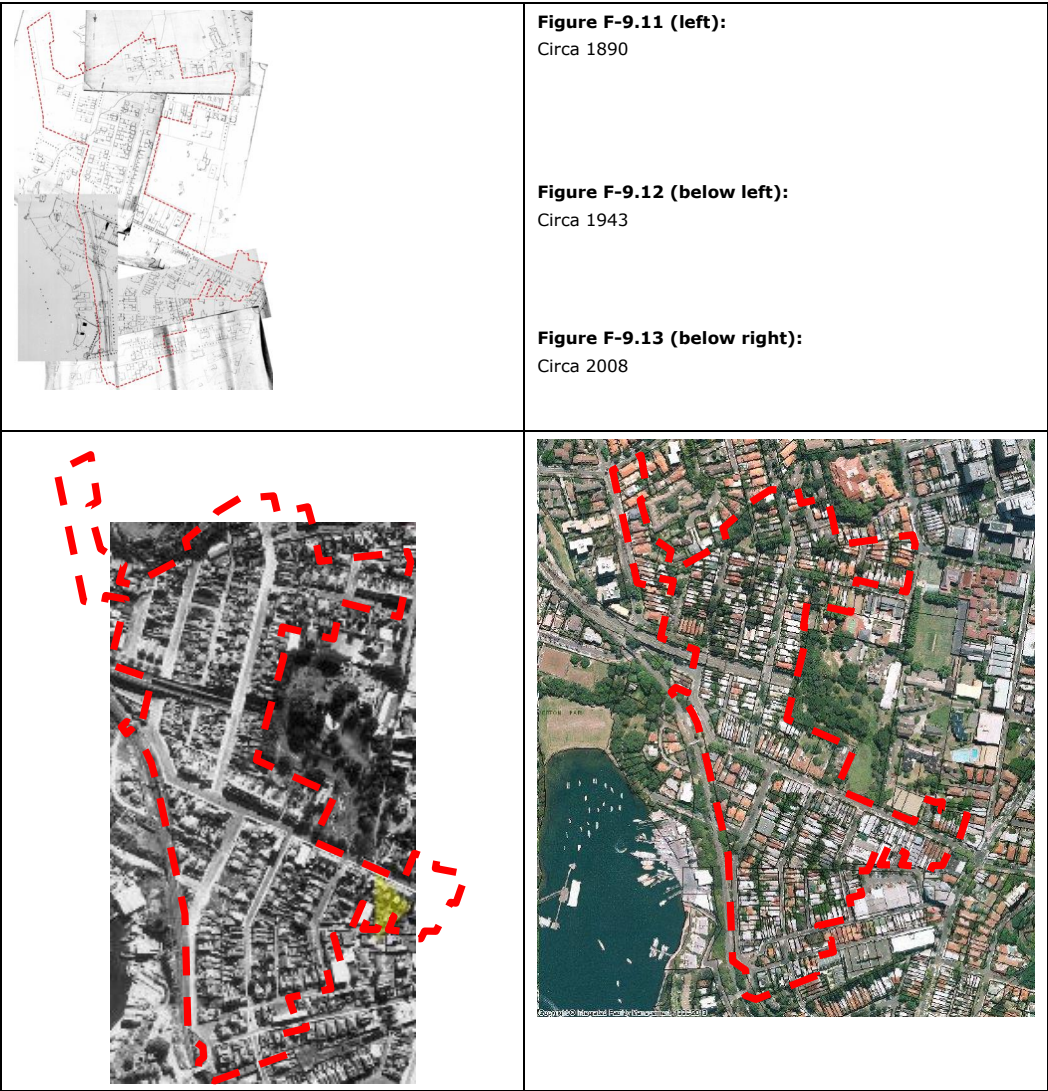 Figure F-9.11 (left):
Circa 1890
Figure F-9.12 (below left):
Circa 1943
Figure F-9.13 (below right):
Circa 2008